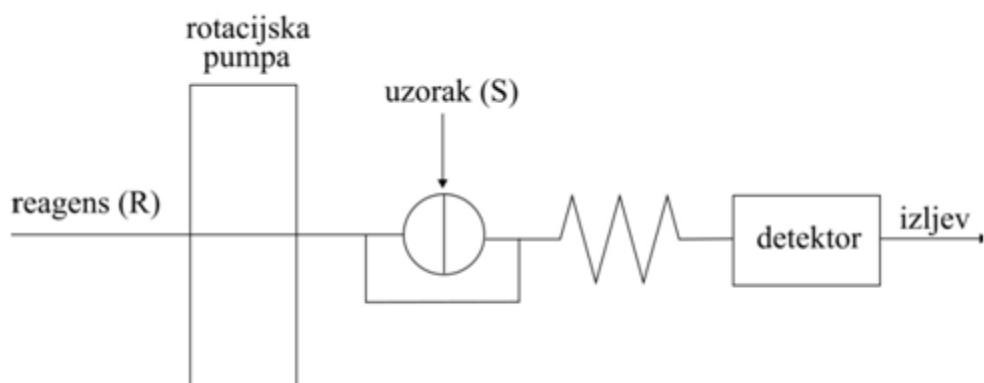 rotacijska
pumpa
uzorak (S)
reagens (R)
detektor
izljev